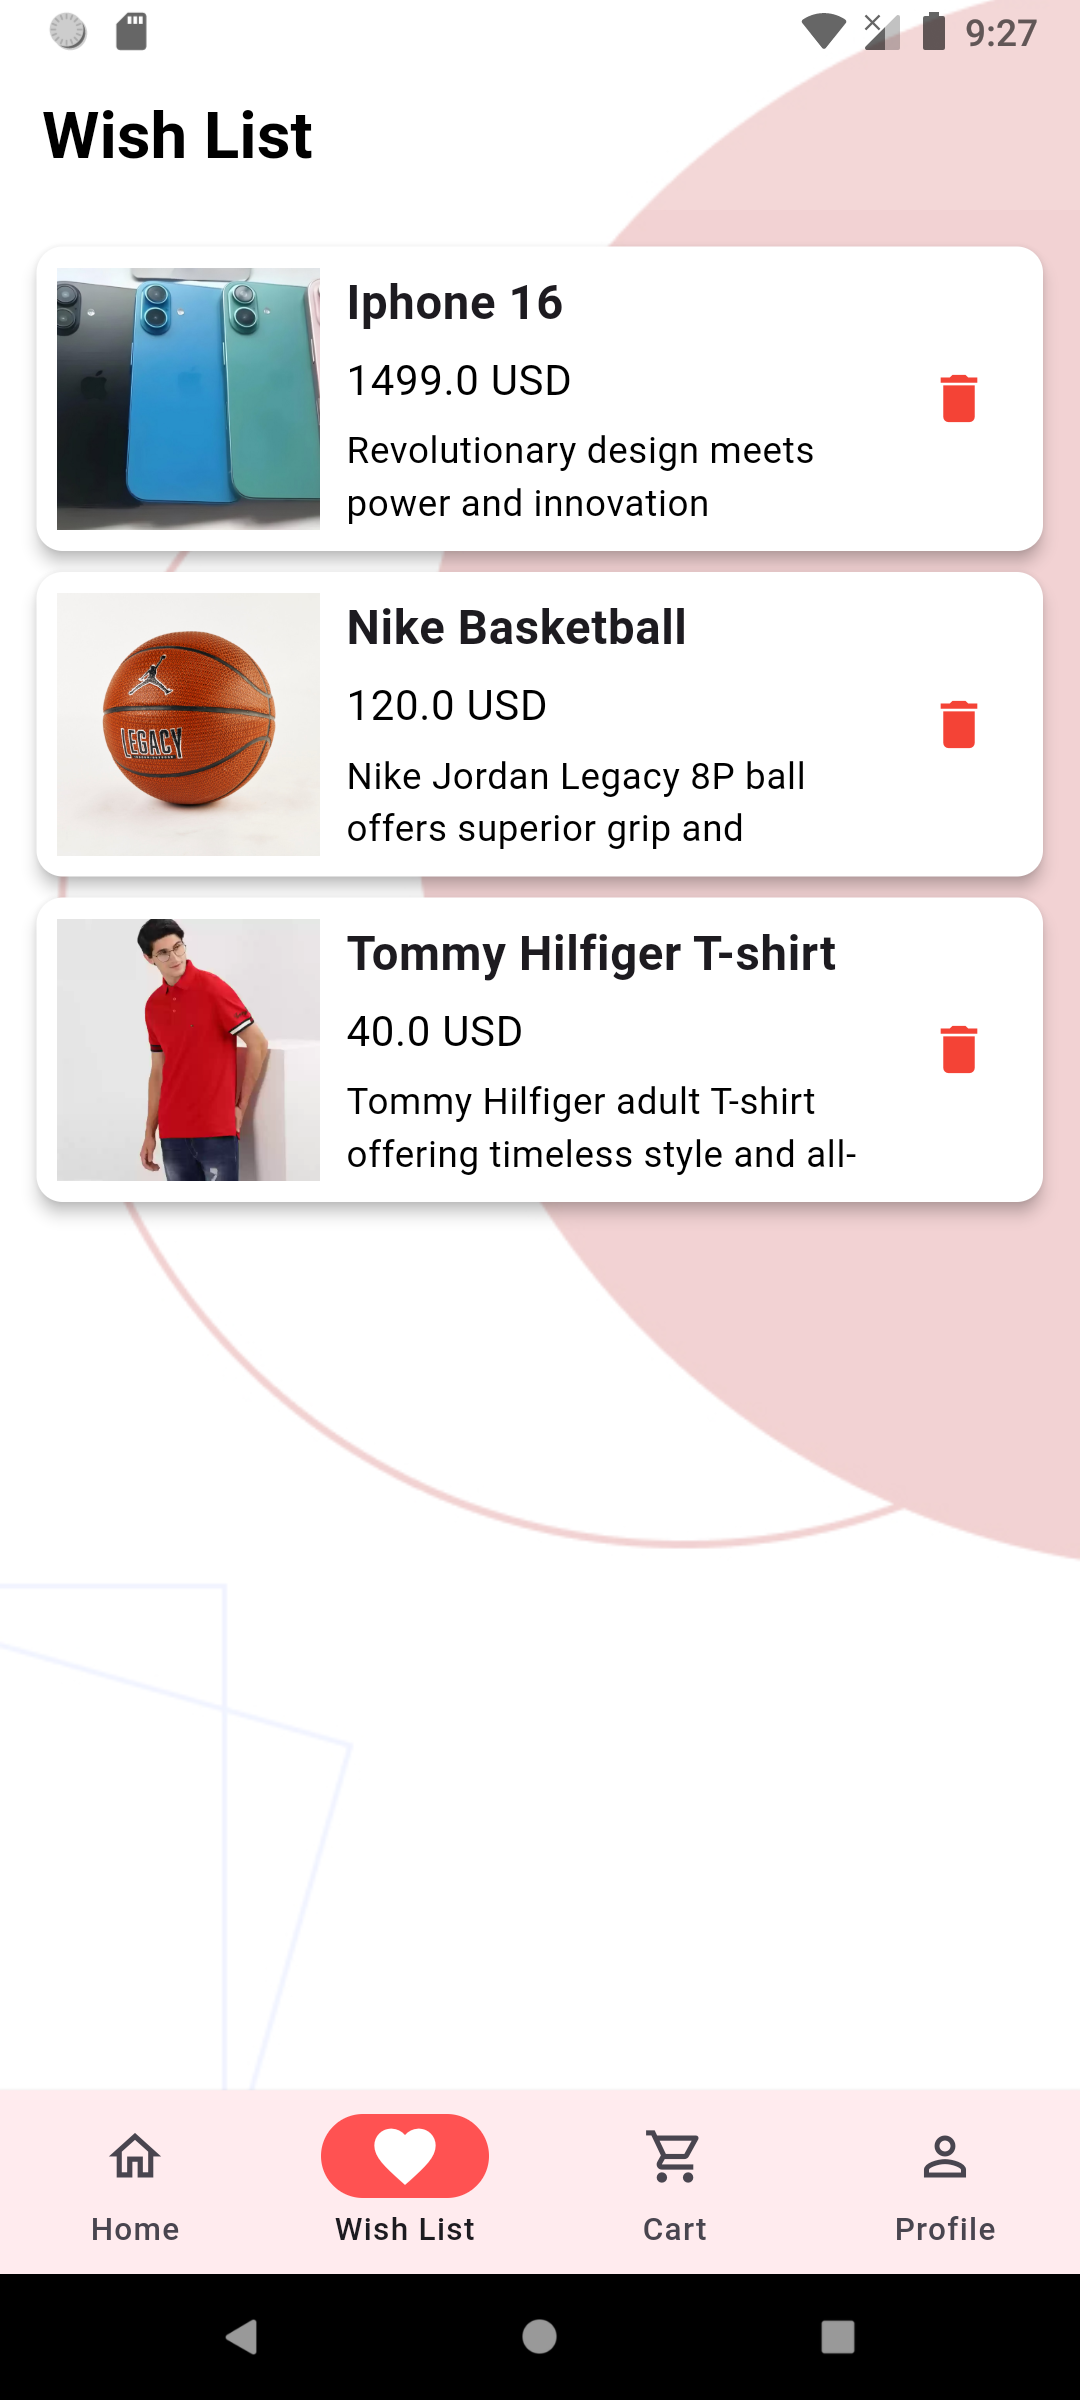 9:27
Wish List
Iphone 16
1499.0 USD
Revolutionary design meets
power and innovation
Nike Basketball
120.0 USD
Nike Jordan Legacy 8P ball
offers superior grip and
LEGACY
Tommy Hilfiger T-shirt
40.0 USD
Tommy Hilfiger adult T-shirt
offering timeless style and all-
Home
Wish List
Cart
Profile